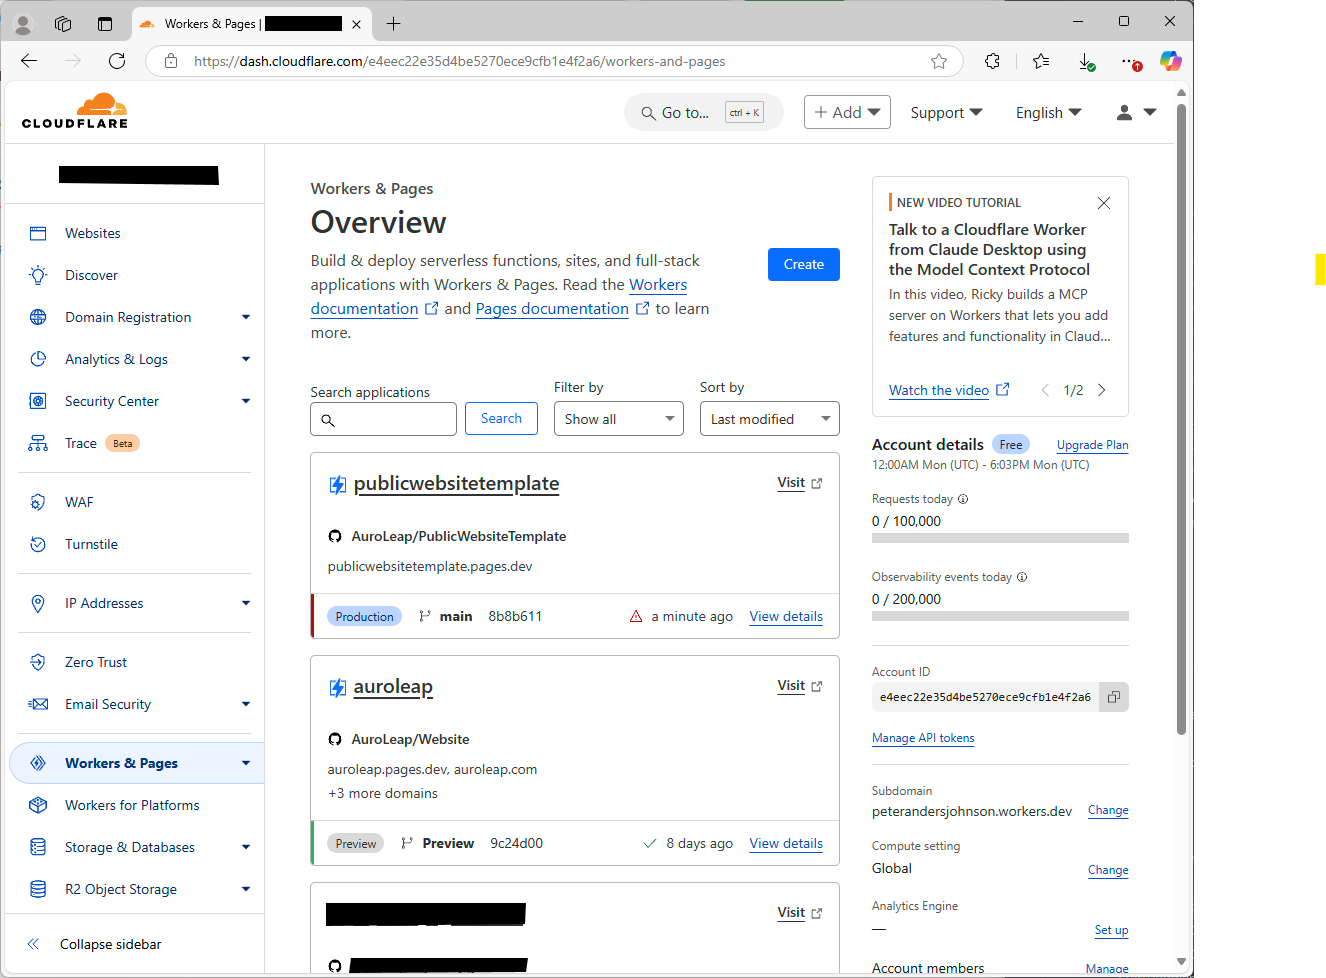 Workers & Pages |
https://dash.cloudflare.com/e4eec22e35d4be5270ece9cfb1e4f2a6/workers-and-pages
CLOUDFLARE
Go to...
ctrl + K
+ Add
Support
English
Websites
Discover
Domain Registration
Analytics & Logs
Security Center
Trace Beta
WAF
Turnstile
IP Addresses
Zero Trust
Email Security
Workers & Pages
Workers for Platforms
Storage & Databases
R2 Object Storage
Collapse sidebar
Workers & Pages
Overview
Build & deploy serverless functions, sites, and full-stack
applications with Workers & Pages. Read the Workers
documentation and Pages documentation to learn
more.
Create
Search applications
Search
Filter by
Show all
Sort by
Last modified
publicwebsitetemplate
Visit
AuroLeap/PublicWebsiteTemplate
publicwebsitetemplate.pages.dev
Production main 8b8b611 a minute ago View details
auroleap
Visit
AuroLeap/Website
auroleap.pages.dev, auroleap.com
+3 more domains
Preview Preview 9c24d00 8 days ago View details
Visit
NEW VIDEO TUTORIAL
Talk to a Cloudflare Worker
from Claude Desktop using
the Model Context Protocol
In this video, Ricky builds a MCP
server on Workers that lets you add
features and functionality in Claud...
Watch the video
1/2
Account details Free Upgrade Plan
12:00AM Mon (UTC) - 6:03PM Mon (UTC)
Requests today
0 / 100,000
Observability events today
0 / 200,000
Account ID
e4eec22e35d4be5270ece9cfb1e4f2a6
Manage API tokens
Subdomain
peterandersjohnson.workers.dev Change
Compute setting
Global
Change
Analytics Engine
—
Set up
Account members Manage